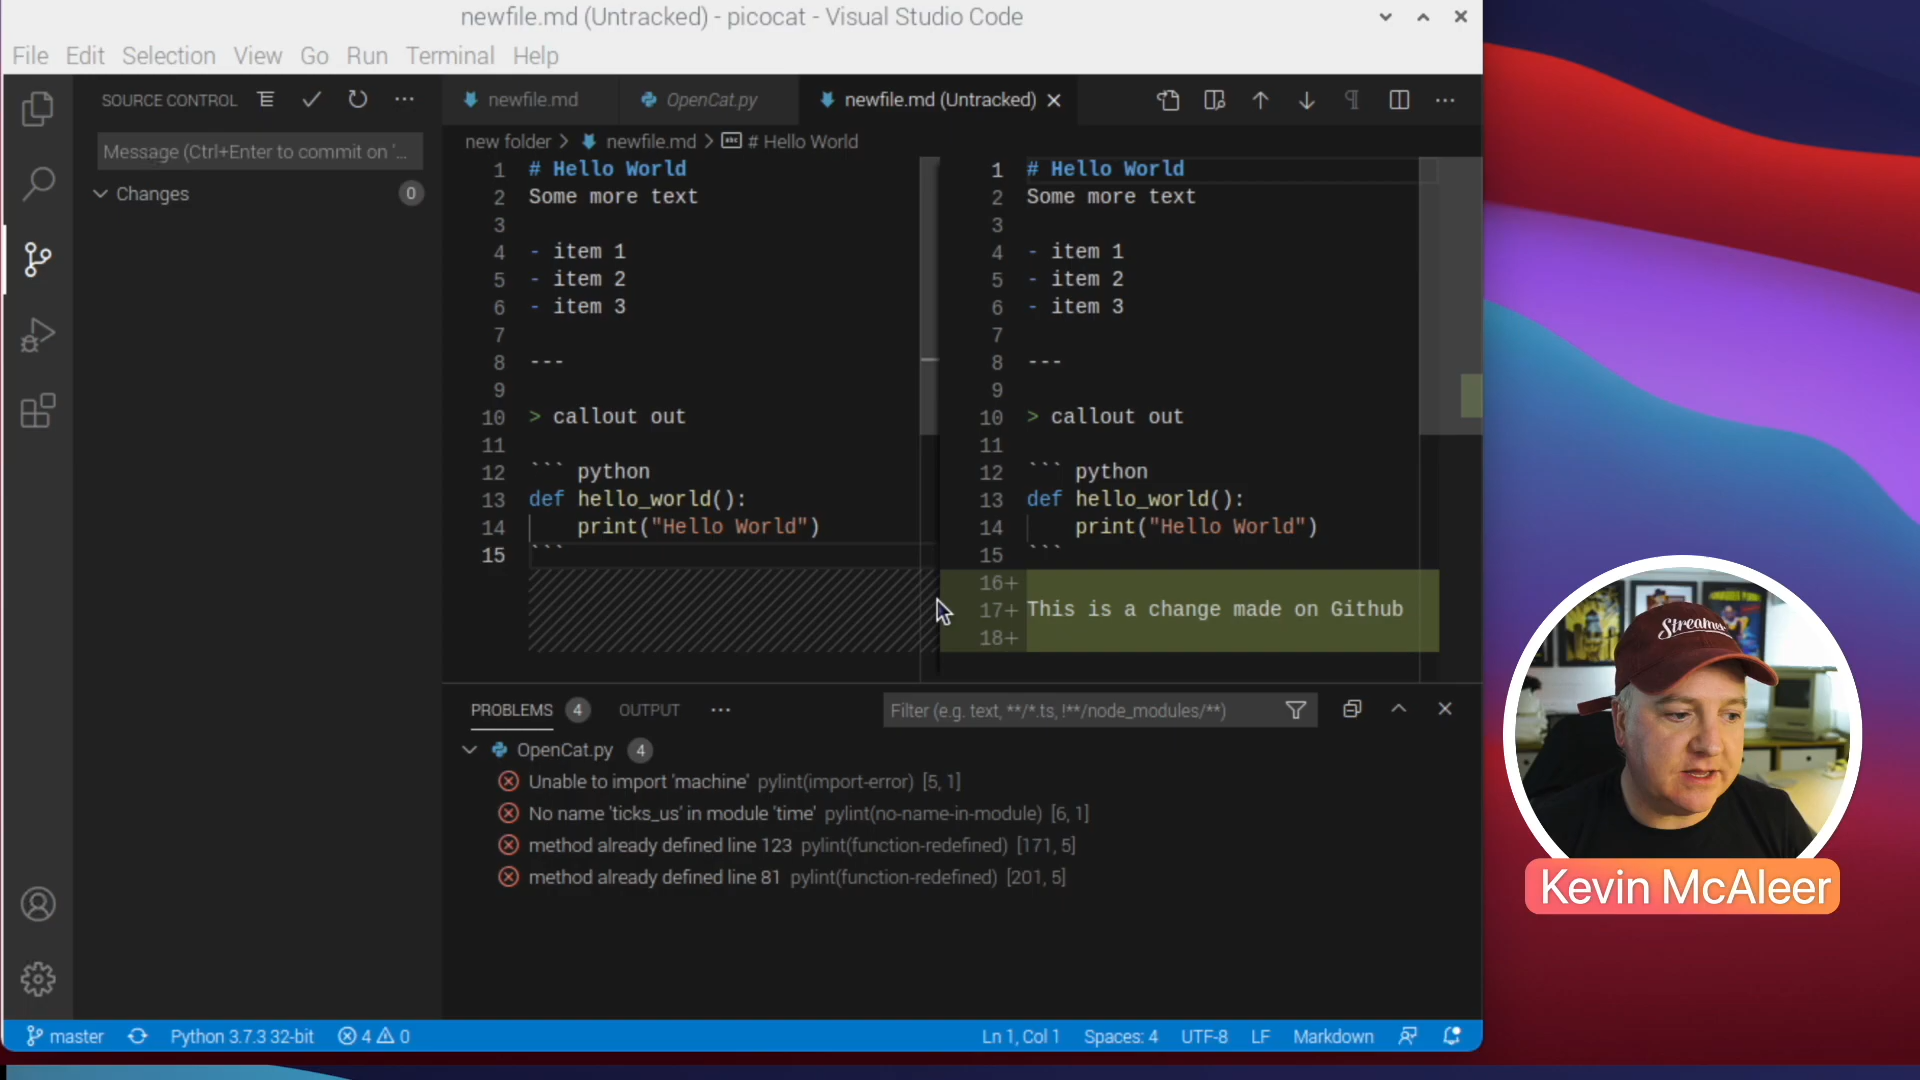 newfile.md (Untracked) - picocat - Visual Studio Code
File Edit Selection View Go Run Terminal Help
SOURCE CONTROL
newfile.md
OpenCat.py
newfile.md (Untracked)
Message (Ctrl+Enter to commit on '...
Changes 0
new folder > newfile.md > # Hello World
1 # Hello World
2 Some more text
3
4 - item 1
5 - item 2
6 - item 3
7
8 ---
9
10 > callout out
11
12 ``` python
13 def hello_world():
14 print("Hello World")
15 ```
1 # Hello World
2 Some more text
3
4 - item 1
5 - item 2
6 - item 3
7
8 ---
9
10 > callout out
11
12 ``` python
13 def hello_world():
14 print("Hello World")
15 ```
16+
17+ This is a change made on Github
18+
PROBLEMS 4 OUTPUT ... Filter (e.g. text, **/*.ts, !**/node_modules/**)
OpenCat.py 4
Unable to import 'machine' pylint(import-error) [5, 1]
No name 'ticks_us' in module 'time' pylint(no-name-in-module) [6, 1]
method already defined line 123 pylint(function-redefined) [171, 5]
method already defined line 81 pylint(function-redefined) [201, 5]
master Python 3.7.3 32-bit 4 0 Ln 1, Col 1 Spaces: 4 UTF-8 LF Markdown
Streamer
Kevin McAleer